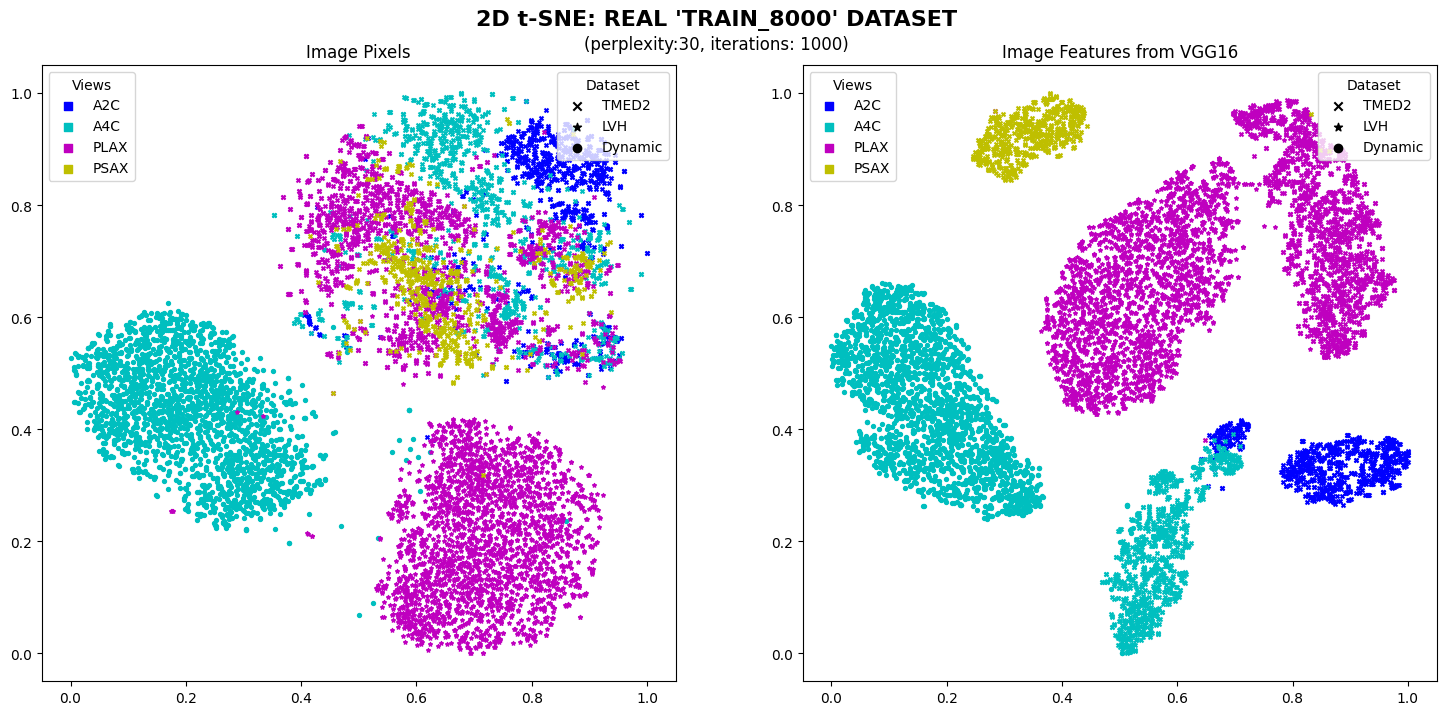 2D t-SNE: REAL 'TRAIN_8000' DATASET
(perplexity:30, iterations: 1000)
Image Pixels
Views
A2C
A4C
PLAX
PSAX
Dataset
TMED2
LVH
Dynamic
1.0
0.8
0.6
0.4
0.2
0.0
0.0 0.2 0.4 0.6 0.8 1.0
Image Features from VGG16
Views
A2C
A4C
PLAX
PSAX
Dataset
TMED2
LVH
Dynamic
1.0
0.8
0.6
0.4
0.2
0.0
0.0 0.2 0.4 0.6 0.8 1.0